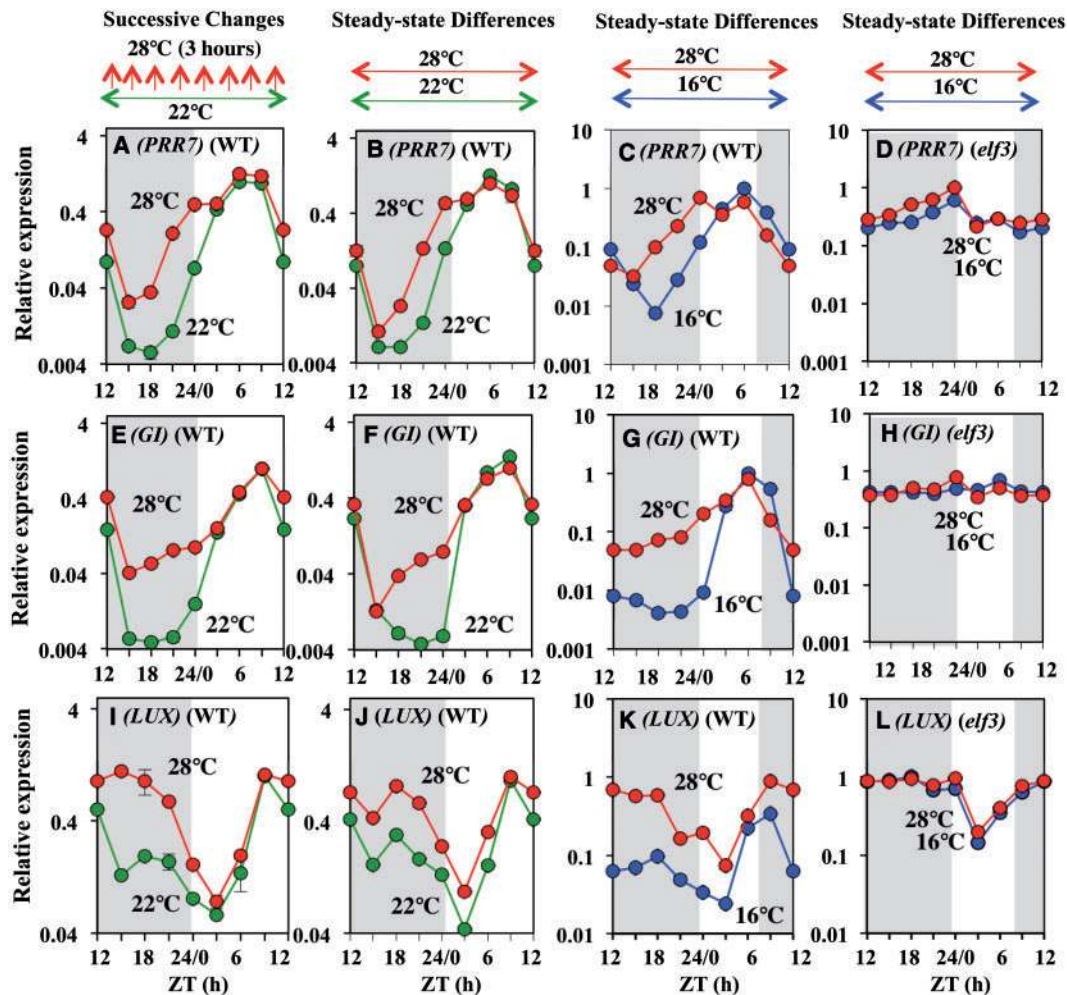 Successive Changes Steady-state Differences Steady-state Differences Steady-state Differences
28°C (3 hours)
28°C 28°C 28°C
22°C 22°C 16°C 16°C
Relative expression
4
0.4
0.04
0.004
A (PRR7) (WT)
28°C
22°C
12 18 24/0 6 12
B (PRR7) (WT)
28°C
22°C
0.004
12 18 24/0 6 12
10
1
0.1
0.01
0.001
C (PRR7) (WT)
28°C
16°C
12 18 24/0 6 12
10
1
0.1
0.01
0.001
D (PRR7) (elf3)
28°C
16°C
12 18 24/0 6 12
Relative expression
4
0.4
0.04
0.004
E (GI) (WT)
28°C
22°C
12 18 24/0 6 12
4
0.4
0.04
0.004
F (GI) (WT)
28°C
22°C
12 18 24/0 6 12
10
1
0.1
0.01
0.001
G (GI) (WT)
28°C
16°C
12 18 24/0 6 12
10
1
0.1
0.01
0.001
H (GI) (elf3)
28°C
16°C
12 18 24/0 6 12
Relative expression
4
0.4
0.04
I (LUX) (WT)
28°C
22°C
12 18 24/0 6 12
ZT (h)
4
0.4
0.04
J (LUX) (WT)
28°C
22°C
12 18 24/0 6 12
ZT (h)
10
1
0.1
0.01
K (LUX) (WT)
28°C
16°C
12 18 24/0 6 12
ZT (h)
10
1
0.1
0.01
L (LUX) (elf3)
28°C
16°C
12 18 24/0 6 12
ZT (h)